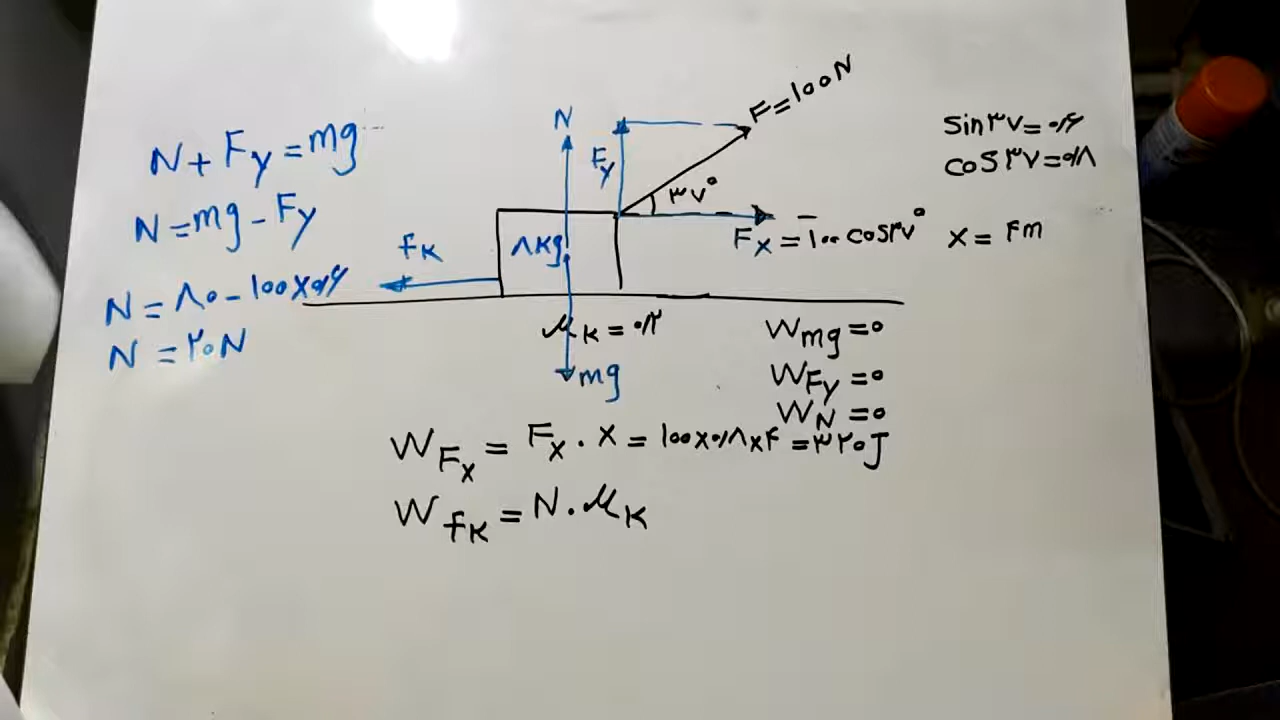 N + Fy = mg
N = mg - Fy
N = ۸۰ - ۱۰۰×۰/۶
N = ۲۰N
N
Fy
F=۱۰۰N
۳۷°
fK
۸Kg
Fx = ۱۰۰ cos۳۷°
sin۳۷=۰/۶
cos۳۷=۰/۸
x = ۴m
μK = ۰/۲
mg
Wmg = ۰
WFy = ۰
WN = ۰
WFx = Fx . x = ۱۰۰×۰/۸×۴ = ۳۲۰J
WfK = N . μK